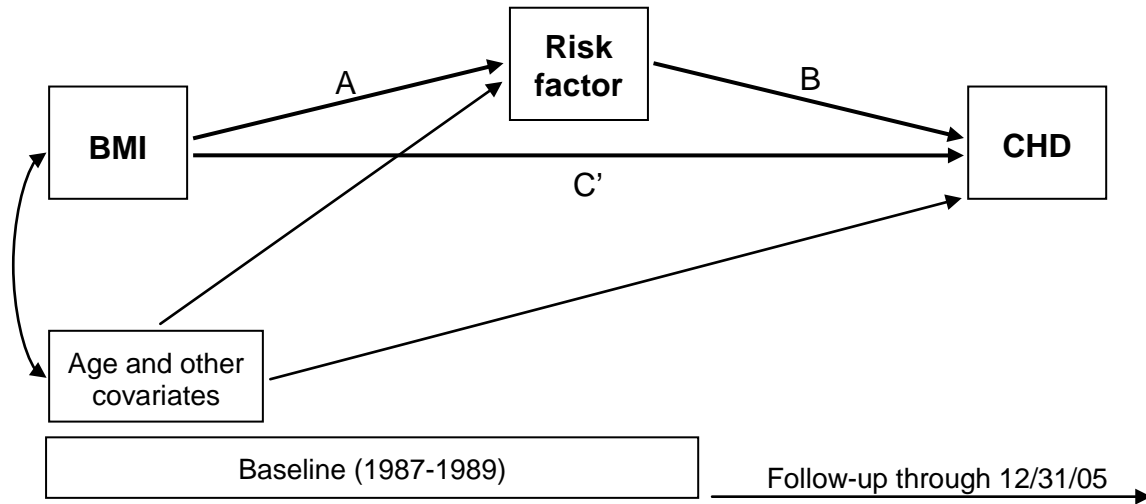 Risk
factor
A
B
BMI
CHD
C’
Age and other
covariates
Baseline (1987-1989)
Follow-up through 12/31/05